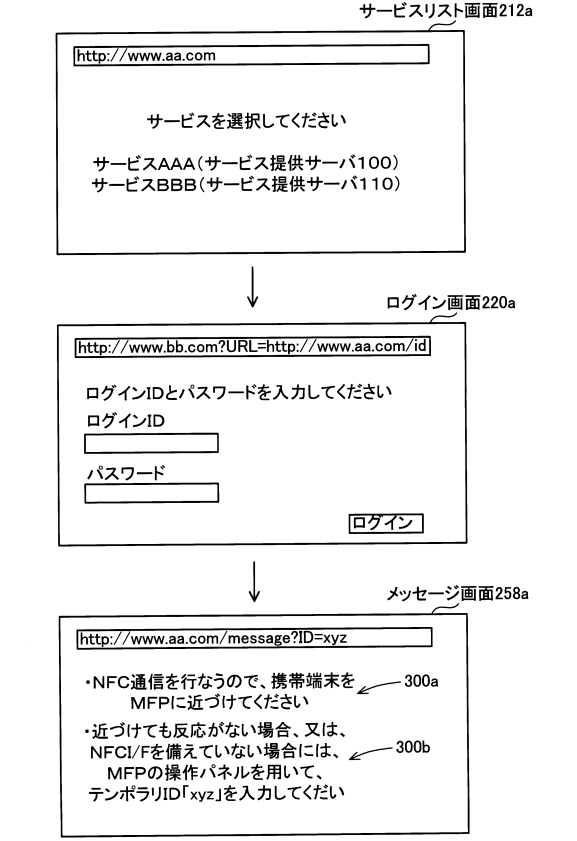 サービスリスト画面212a
http://www.aa.com
サービスを選択してください
サービスAAA(サービス提供サーバ100)
サービスBBB(サービス提供サーバ110)
ログイン画面220a
http://www.bb.com?URL=http://www.aa.com/id
ログインIDとパスワードを入力してください
ログインID
パスワード
ログイン
メッセージ画面258a
http://www.aa.com/message?ID=xyz
・NFC通信を行なうので、携帯端末を
MFPに近づけてください
300a
・近づけても反応がない場合、又は、
NFCI/Fを備えていない場合には、
MFPの操作パネルを用いて、
テンポラリID「xyz」を入力してくだい
300b